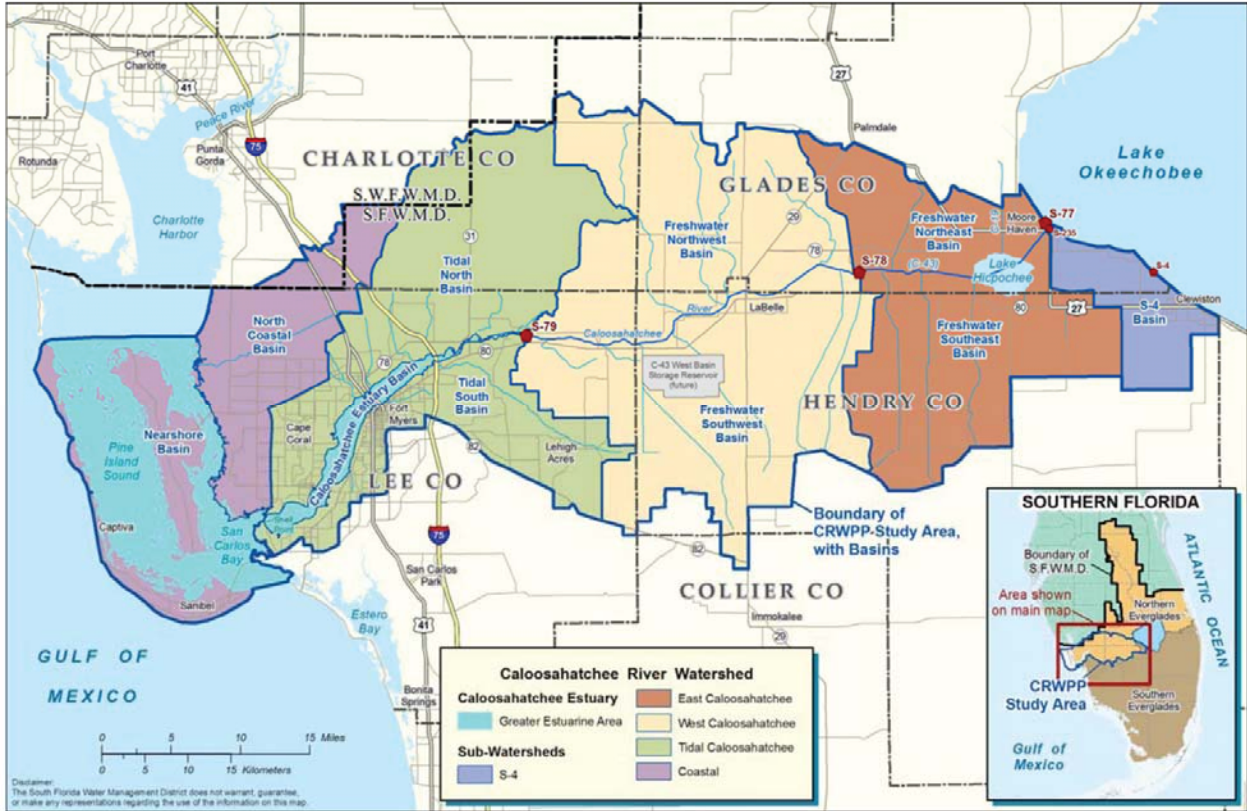 Port
Charlotte
41
Peace River
Rotunda
Punta
Gorda
75
Charlotte
Harbor
CHARLOTTE CO
S.W.F.W.M.D.
S.F.W.M.D.
27
Palmdale
GLADES CO
Lake
Okeechobee
31
Tidal
North
Basin
Freshwater
Northwest
Basin
29
78
Freshwater
Northeast
Basin
Moore
Haven
S-77
S-235
S-78
(C-43)
Lake
Hicpochee
S-4
Clewiston
S-4
Basin
80
27
North
Coastal
Basin
S-79
Caloosahatchee
River
LaBelle
C-43 West Basin
Storage Reservoir
(future)
Freshwater
Southeast
Basin
78
80
Tidal
South
Basin
Caloosahatchee Estuary Basin
Fort
Myers
Cape
Coral
Nearshore
Basin
Pine
Island
Sound
82
Lehigh
Acres
Freshwater
Southwest
Basin
HENDRY CO
LEE CO
Captiva
San
Carlos
Bay
Shell
Point
Sanibel
75
San Carlos
Park
Estero
Bay
41
Bonita
Springs
82
Boundary of
CRWPP-Study Area,
with Basins
COLLIER CO
Immokalee
29
GULF OF
MEXICO
0 5 10 15 Miles
0 5 10 15 Kilometers
Disclaimer:
The South Florida Water Management District does not warrant, guarantee,
or make any representations regarding the use of the information on this map.
Caloosahatchee River Watershed
Caloosahatchee Estuary
Greater Estuarine Area
Sub-Watersheds
S-4
East Caloosahatchee
West Caloosahatchee
Tidal Caloosahatchee
Coastal
SOUTHERN FLORIDA
Boundary of
S.F.W.M.D.
Area shown
on main map
Northern
Everglades
ATLANTIC OCEAN
CRWPP
Study Area
Southern
Everglades
Gulf of
Mexico